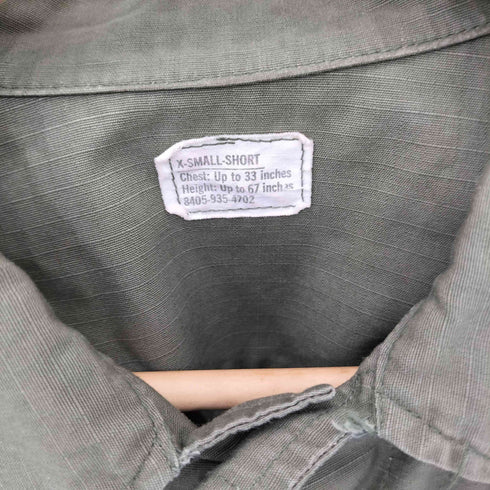 X-SMALL-SHORT
Chest: Up to 33 inches
Height: Up to 67 inches
8405-935-4702